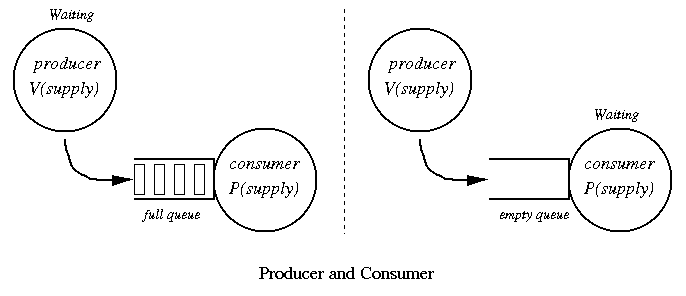 Waiting
producer
V(supply)
consumer
P(supply)
full queue
producer
V(supply)
Waiting
consumer
P(supply)
empty queue
Producer and Consumer